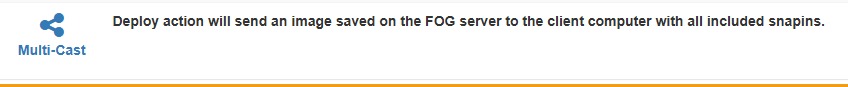 Deploy action will send an image saved on the FOG server to the client computer with all included snapins.
Multi-Cast